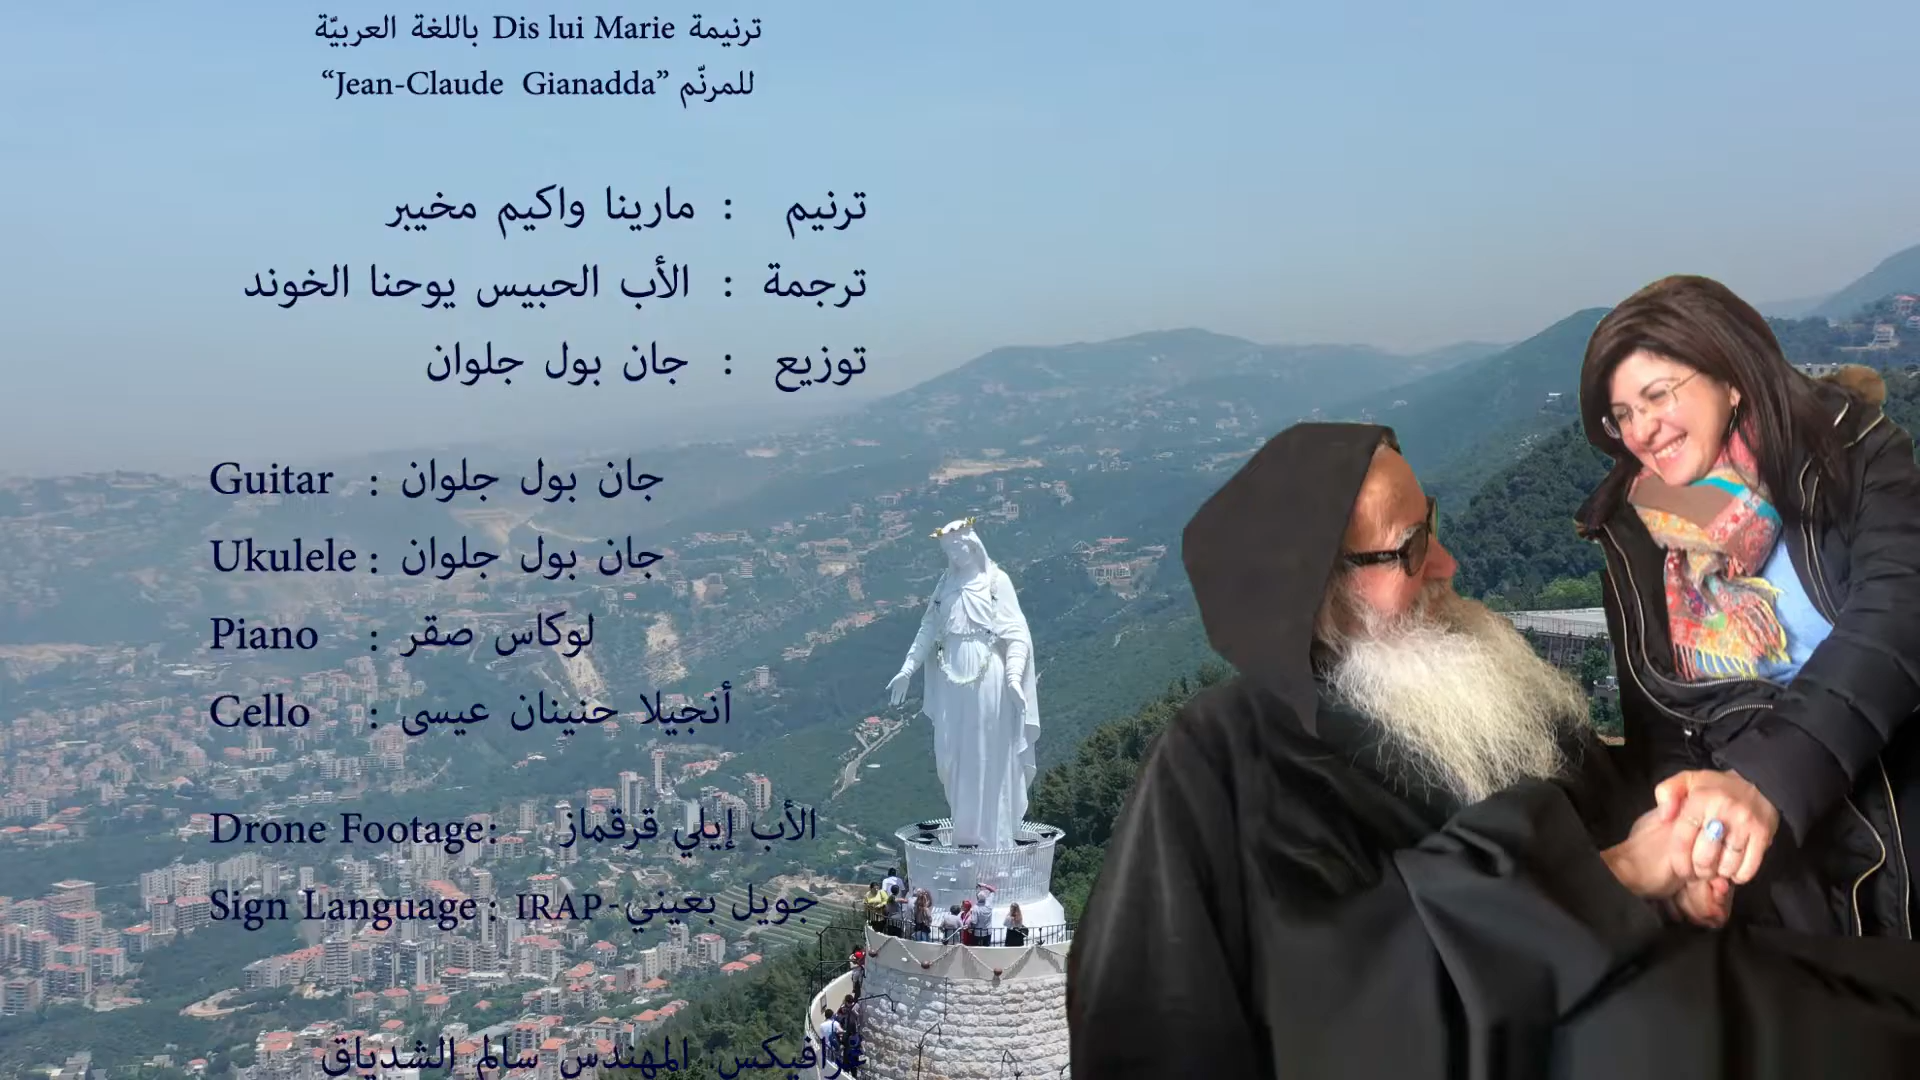 ترنيمة Dis lui Marie باللغة العربيّة
للمرنّم “Jean-Claude Gianadda”
ترنيم : مارينا واكيم مخيبر
ترجمة : الأب الحبيس يوحنا الخوند
توزيع : جان بول جلوان
Guitar : جان بول جلوان
Ukulele : جان بول جلوان
Piano : لوكاس صقر
Cello : أنجيلا حنينان عيسى
Drone Footage: الأب إيلي قرقماز
Sign Language : جويل بعيني-IRAP
غرافيكس: المهندس سالم الشدياق